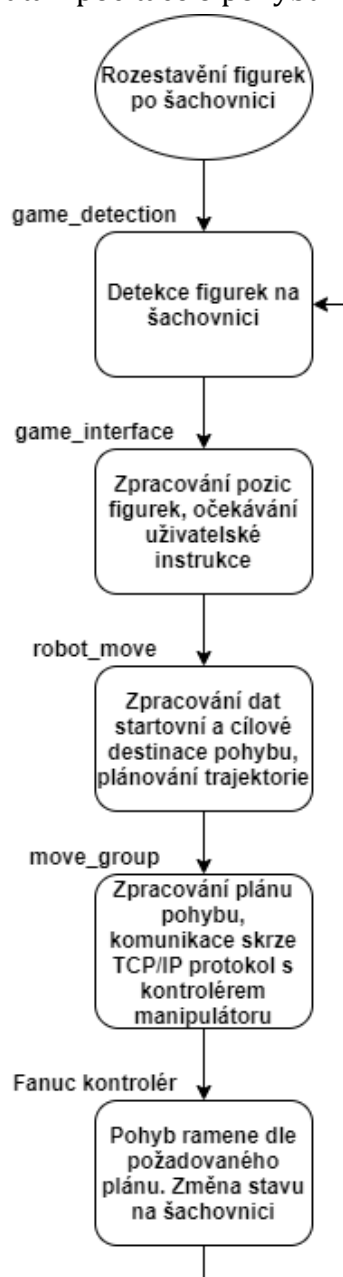 Rozestavění figurek
po šachovnici
game_detection
Detekce figurek na
šachovnici
game_interface
Zpracování pozic
figurek, očekávání
uživatelské
instrukce
robot_move
Zpracování dat
startovní a cílové
destinace pohybu,
plánování trajektorie
move_group
Zpracování plánu
pohybu,
komunikace skrze
TCP/IP protokol s
kontrolérem
manipulátoru
Fanuc kontrolér
Pohyb ramene dle
požadovaného
plánu. Změna stavu
na šachovnici